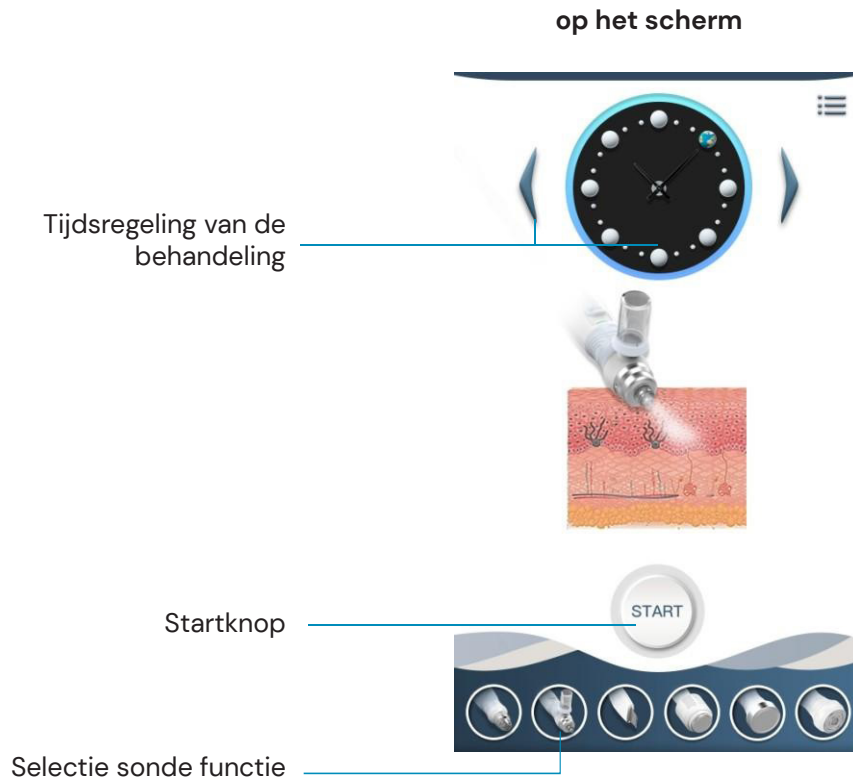 op het scherm
Tijdsregeling van de
behandeling
START
Startknop
Selectie sonde functie